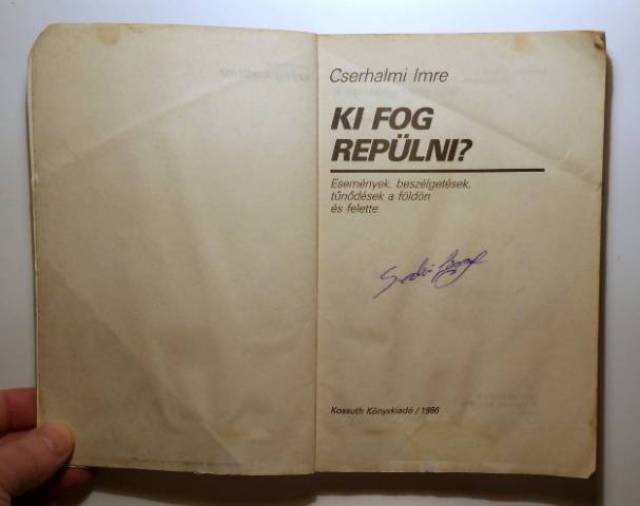 Cserhalmi Imre
KI FOG
REPÜLNI?
Események, beszélgetések,
tűnődések a földön
és felette
Kossuth Könyvkiadó / 1986